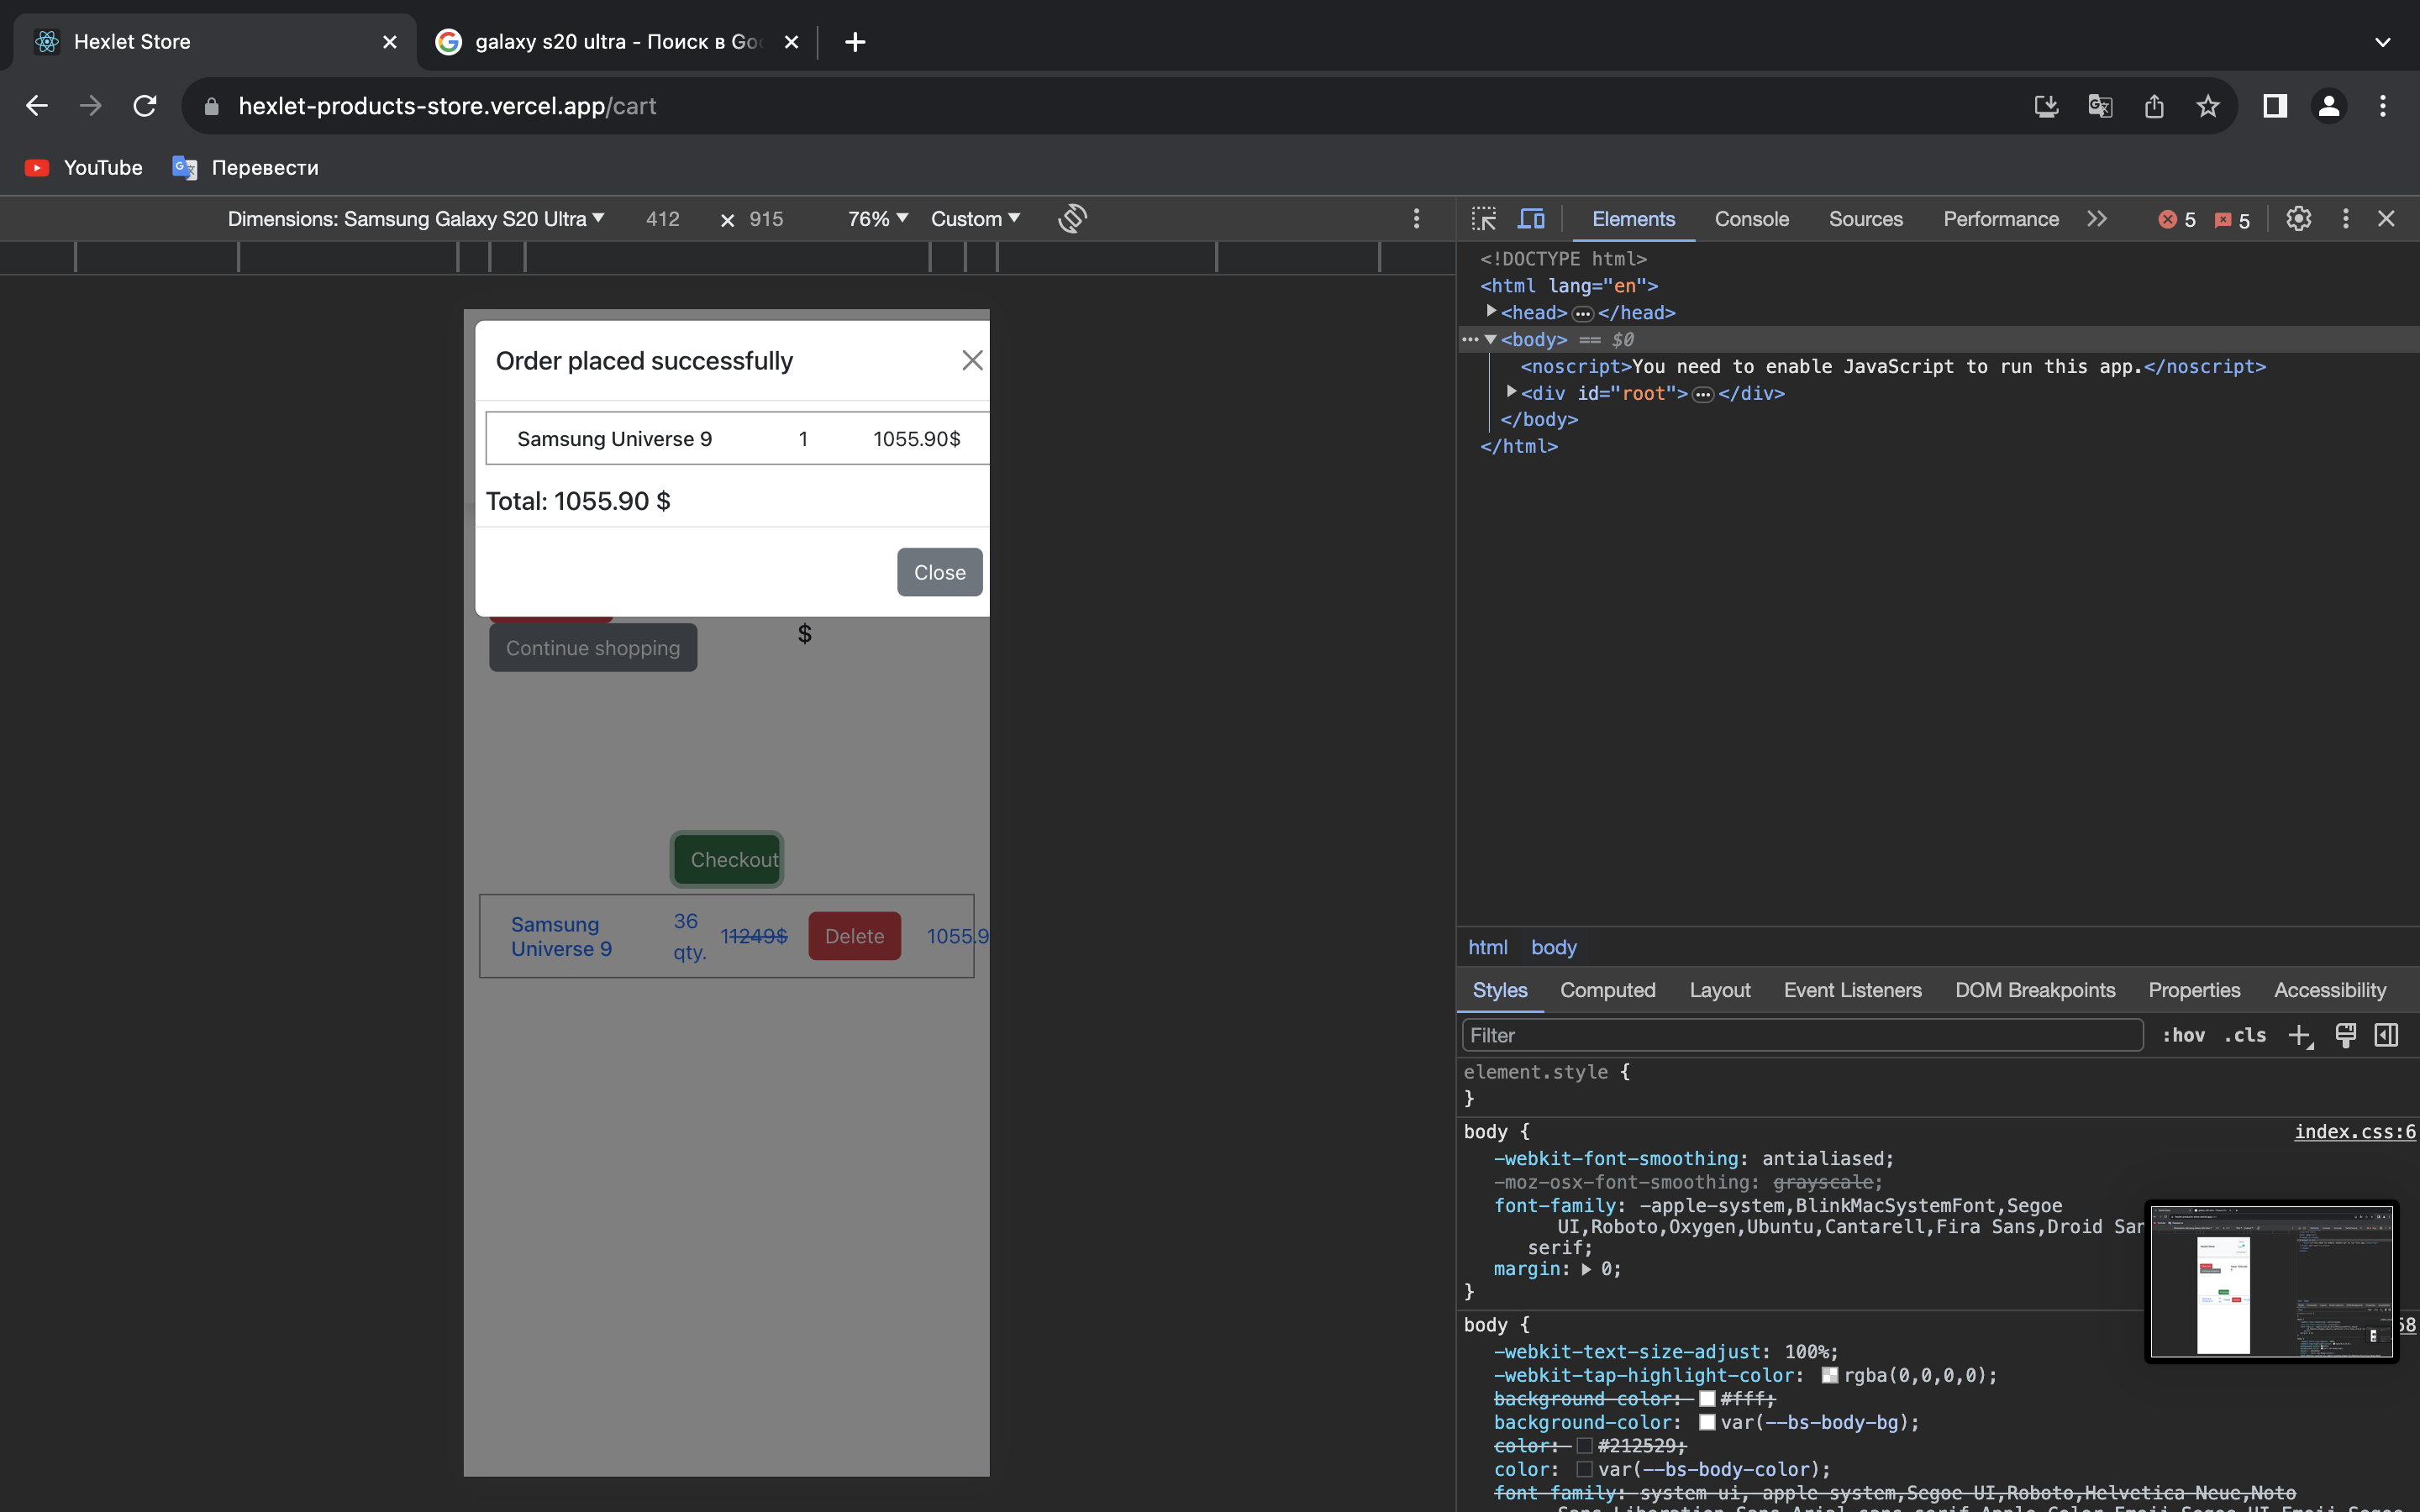 Hexlet Store
galaxy s20 ultra - Поиск в Goo
hexlet-products-store.vercel.app/cart
YouTube
Перевести
Dimensions: Samsung Galaxy S20 Ultra 412 × 915 76% Custom
Elements Console Sources Performance 5 5
Order placed successfully
Samsung Universe 9 1 1055.90$
Total: 1055.90 $
Close
Continue shopping
$
Checkout
Samsung Universe 9 36 qty. 11249$ Delete 1055.9
<!DOCTYPE html>
<html lang="en">
<head> </head>
<body> == $0
<noscript>You need to enable JavaScript to run this app.</noscript>
<div id="root"> </div>
</body>
</html>
html body
Styles Computed Layout Event Listeners DOM Breakpoints Properties Accessibility
Filter :hov .cls
element.style {
}
body { index.css:6
-webkit-font-smoothing: antialiased;
-moz-osx-font-smoothing: grayscale;
font-family: -apple-system,BlinkMacSystemFont,Segoe
UI,Roboto,Oxygen,Ubuntu,Cantarell,Fira Sans,Droid San
serif;
margin: 0;
}
body { 58
-webkit-text-size-adjust: 100%;
-webkit-tap-highlight-color: rgba(0,0,0,0);
background-color: #fff;
background-color: var(--bs-body-bg);
color: #212529;
color: var(--bs-body-color);
font-family: system-ui,-apple-system,Segoe UI,Roboto,Helvetica Neue,Noto